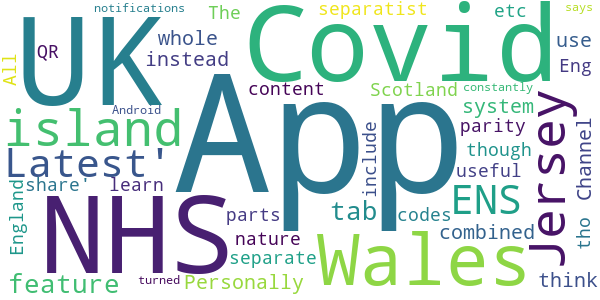 notifications
separatist
The
etc
UK
Covid
QR
whole
use
All
instead
Eng
content
Scotland
constantly
says
App
Android
system
island
parity
Jersey
Channel
though
include
Latest'
useful
share'
learn
ENS
England
NHS
tab
codes
parts
combined
tho
nature
Wales
separate
feature
turned
Personally
think